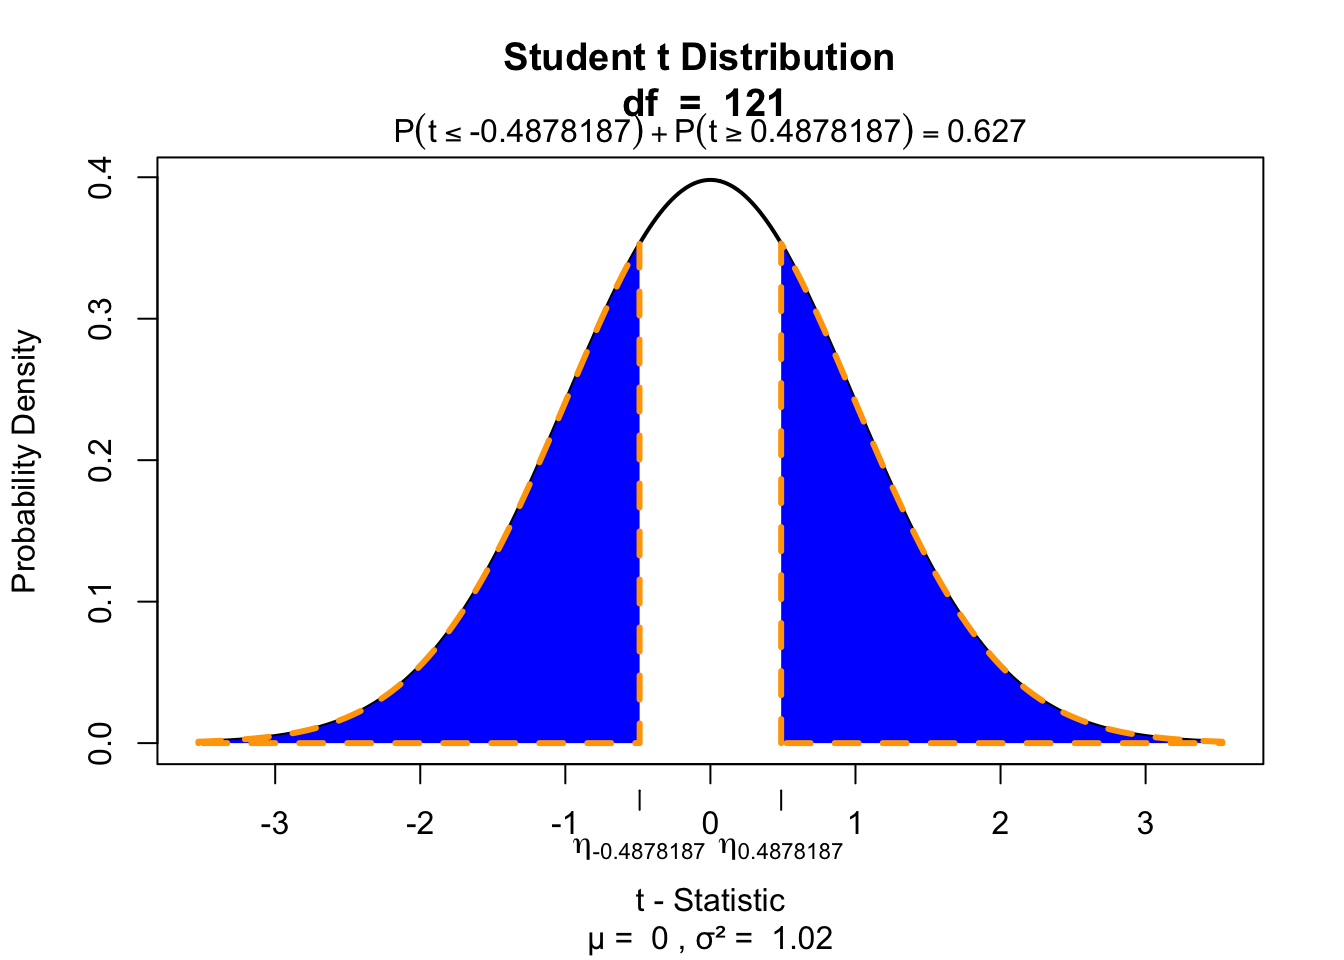 Student t Distribution
df = 121
P(t ≤ -0.4878187) + P(t ≥ 0.4878187) = 0.627
Probability Density
0.4
0.3
0.2
0.1
0.0
-3 -2 -1 0 1 2 3
η-0.4878187 η0.4878187
t - Statistic
μ = 0 , σ² = 1.02